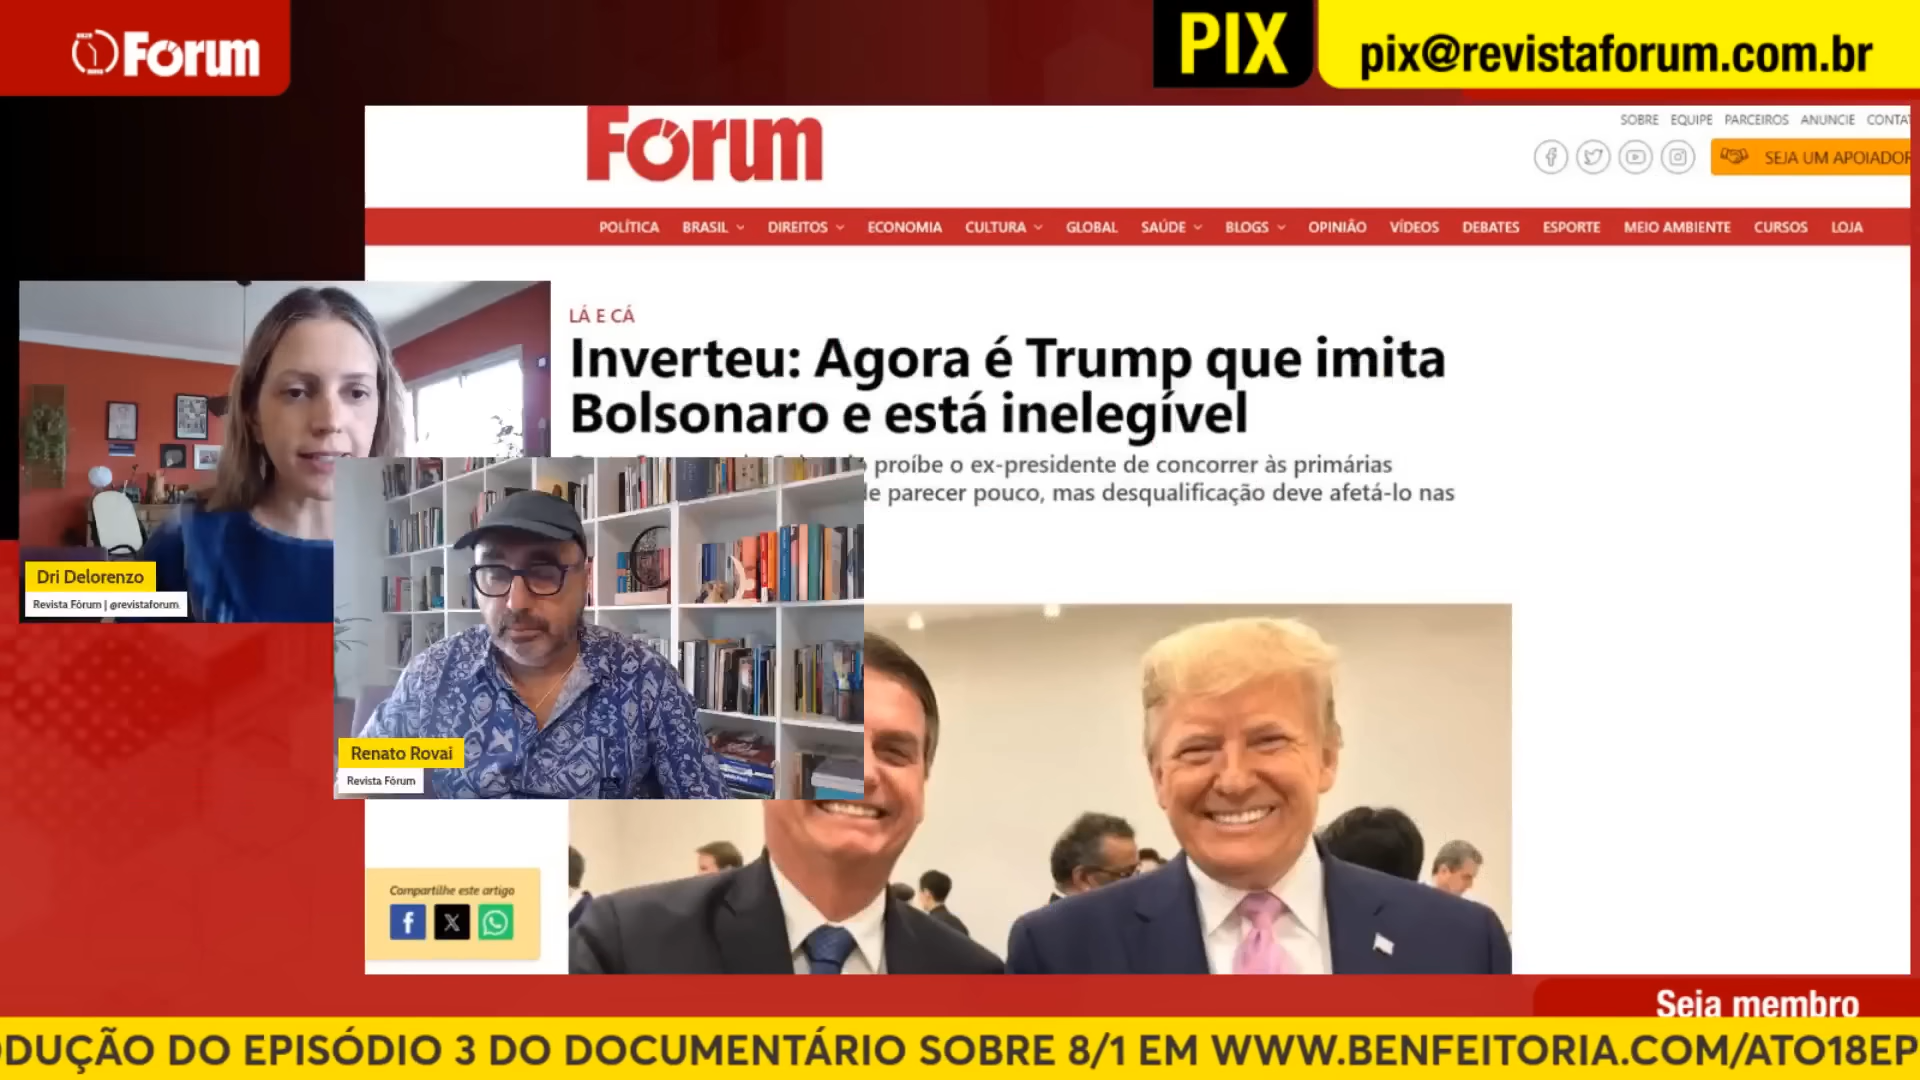 Forum
PIX
pix@revistaforum.com.br
Forum
SOBRE EQUIPE PARCEIROS ANUNCIE
SEJA UM APOIADOR
POLÍTICA BRASIL DIREITOS ECONOMIA CULTURA GLOBAL SAÚDE BLOGS OPINIÃO VÍDEOS DEBATES ESPORTE MEIO AMBIENTE CURSOS LOJA
LÁ E CÁ
Inverteu: Agora é Trump que imita
Bolsonaro e está inelegível
proíbe o ex-presidente de concorrer às primárias
parecer pouco, mas desqualificação deve afetá-lo nas
Dri Delorenzo
Revista Fórum | @revistaforum
Renato Rovai
Revista Fórum
Compartilhe este artigo
Seja membro
DUÇÃO DO EPISÓDIO 3 DO DOCUMENTÁRIO SOBRE 8/1 EM WWW.BENFEITORIA.COM/ATO18EP